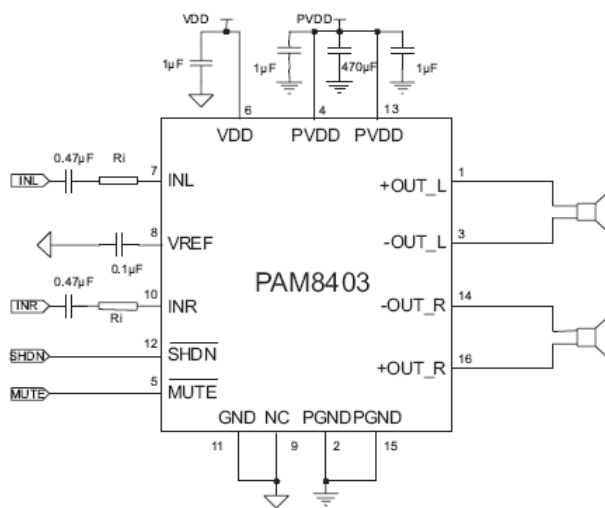 VDD PVDD
1µF 1µF 470µF 1µF
6 4 13
VDD PVDD PVDD
0.47µF Ri 7 INL +OUT_L 1
INL
8 VREF -OUT_L 3
0.1µF
0.47µF PAM8403
INR Ri 10 INR -OUT_R 14
12 SHDN
SHDN +OUT_R 16
5 MUTE
MUTE
GND NC PGND PGND
11 9 2 15